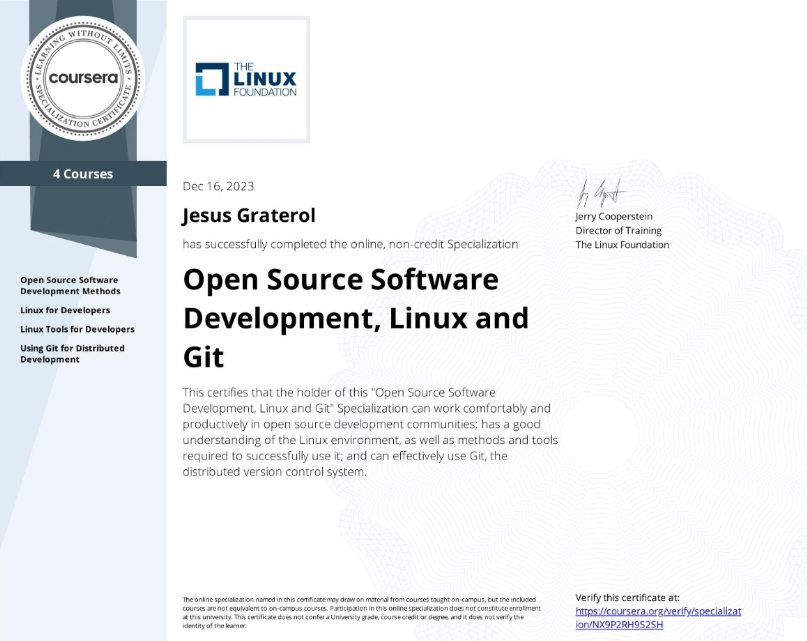 LEARNING WITHOUT LIMITS
coursera
SPECIALIZATION CERTIFICATE
4 Courses
Open Source Software
Development Methods
Linux for Developers
Linux Tools for Developers
Using Git for Distributed
Development
THE
LINUX
FOUNDATION
Dec 16, 2023
Jesus Graterol
has successfully completed the online, non-credit Specialization
Open Source Software
Development, Linux and
Git
This certifies that the holder of this "Open Source Software
Development, Linux and Git" Specialization can work comfortably and
productively in open source development communities; has a good
understanding of the Linux environment, as well as methods and tools
required to successfully use it; and can effectively use Git, the
distributed version control system.
Jerry Cooperstein
Director of Training
The Linux Foundation
The online specialization named in this certificate may draw on material from courses taught on-campus, but the included
courses are not equivalent to on-campus courses. Participation in this online specialization does not constitute enrollment
at this university. This certificate does not confer a University grade, course credit or degree, and it does not verify the
identity of the learner.
Verify this certificate at:
https://coursera.org/verify/specializat
ion/NX9P2RH9S2SH